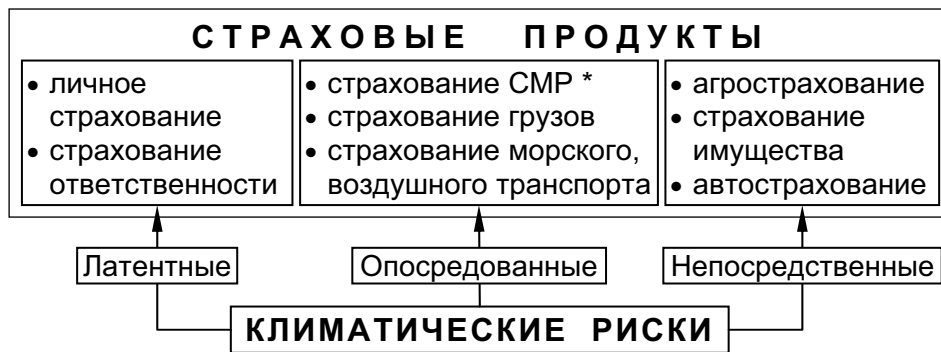 СТРАХОВЫЕ ПРОДУКТЫ
• личное
страхование
• страхование
ответственности
• страхование СМР *
• страхование грузов
• страхование морского,
воздушного транспорта
• агрострахование
• страхование
имущества
• автострахование
Латентные
Опосредованные
Непосредственные
КЛИМАТИЧЕСКИЕ РИСКИ